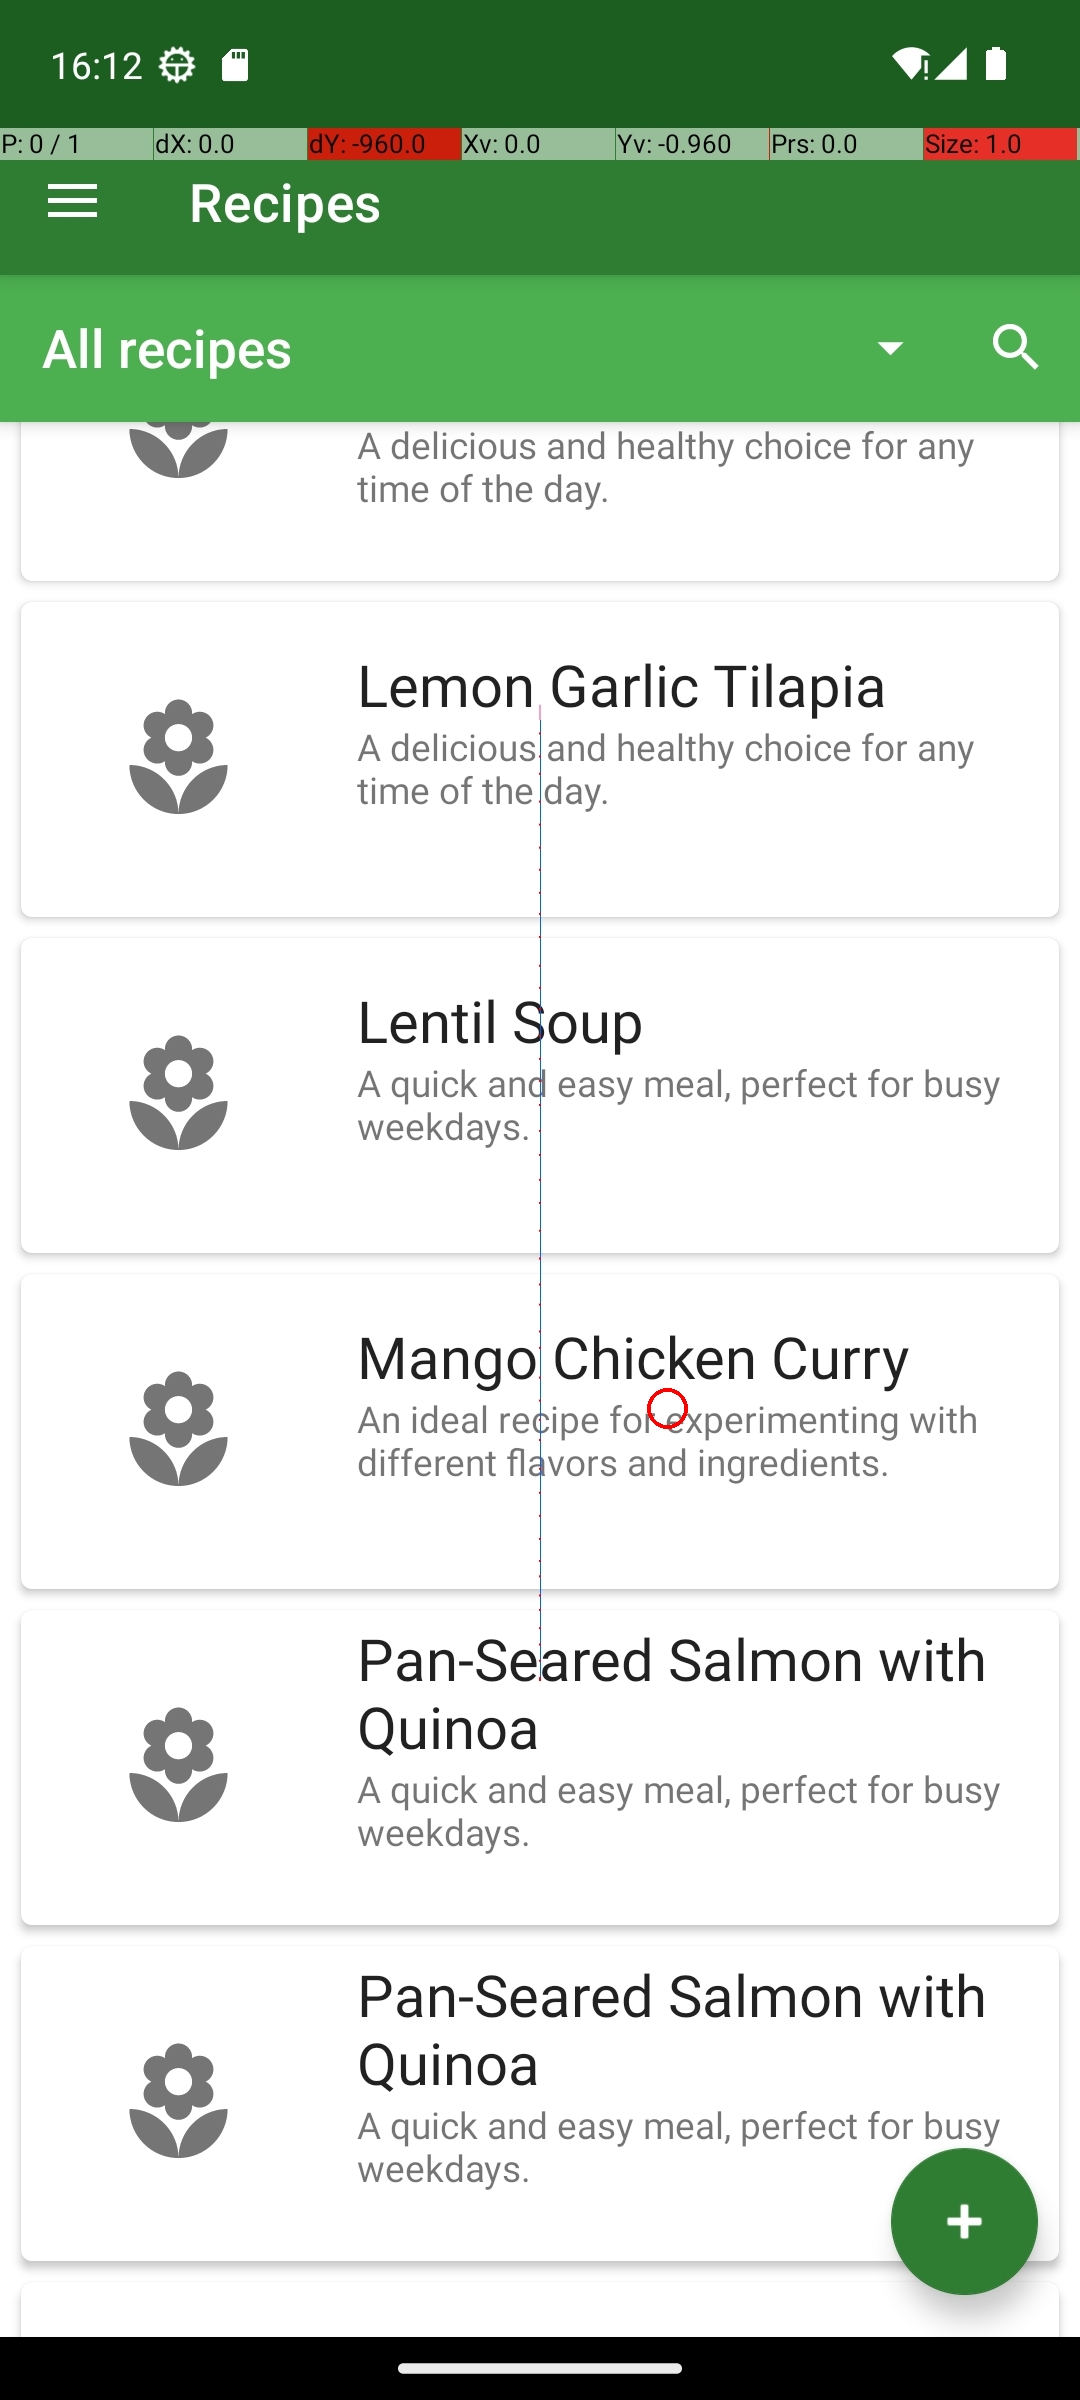 16:12
P: 0 / 1
dX: 0.0
dY: -960.0
Xv: 0.0
Yv: -0.960
Prs: 0.0
Size: 1.0
Recipes
All recipes
A delicious and healthy choice for any
time of the day.
Lemon Garlic Tilapia
A delicious and healthy choice for any
time of the day.
Lentil Soup
A quick and easy meal, perfect for busy
weekdays.
Mango Chicken Curry
An ideal recipe for experimenting with
different flavors and ingredients.
Pan-Seared Salmon with
Quinoa
A quick and easy meal, perfect for busy
weekdays.
Pan-Seared Salmon with
Quinoa
A quick and easy meal, perfect for busy
weekdays.